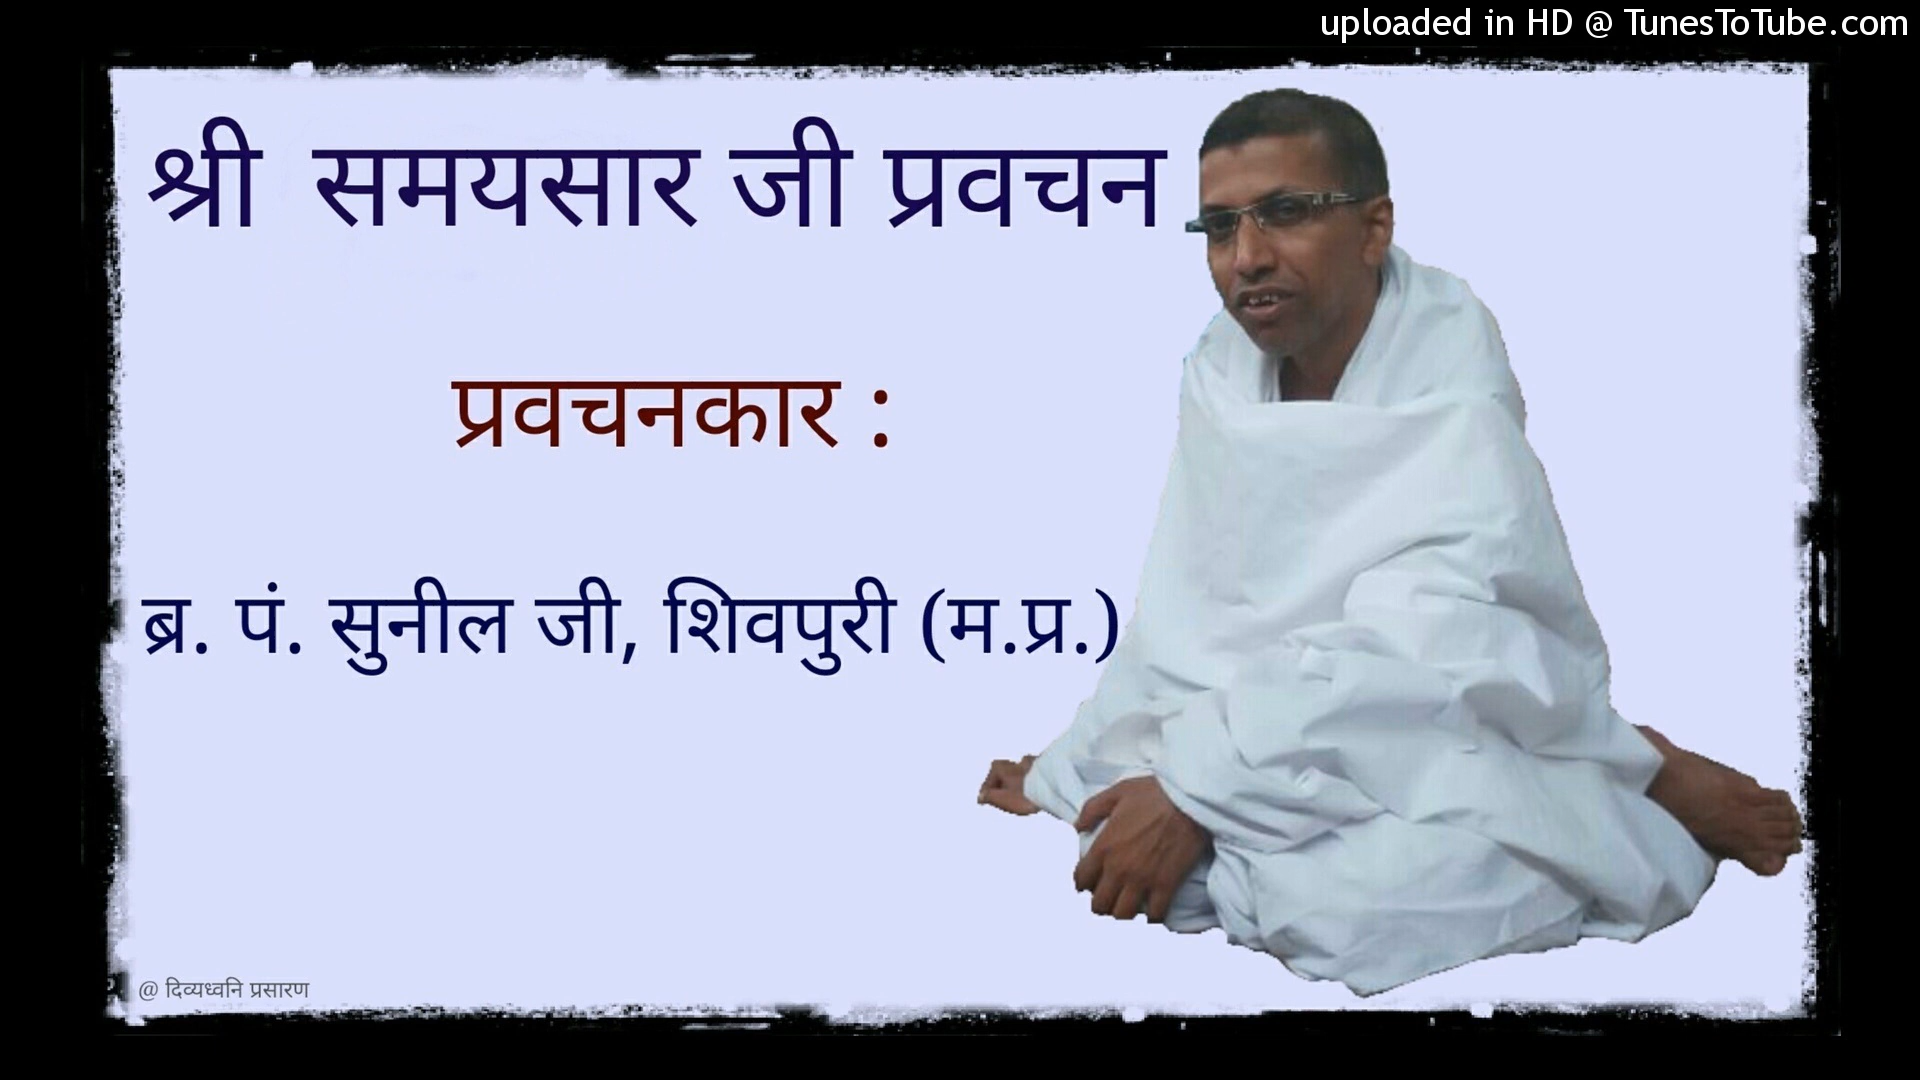 uploaded in HD @ TunesToTube.com
श्री समयसार जी प्रवचन
प्रवचनकार :
ब्र. पं. सुनील जी, शिवपुरी (म.प्र.)
@ दिव्यध्वनि प्रसारण